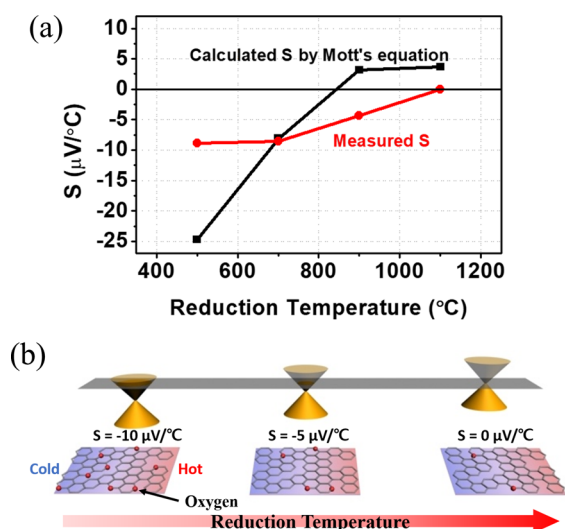 (a)
Calculated S by Mott's equation
Measured S
S (μV/°C)
10
5
0
-5
-10
-15
-20
-25
400 600 800 1000 1200
Reduction Temperature (°C)
(b)
S = -10 μV/℃ S = -5 μV/℃ S = 0 μV/℃
Cold Hot
Oxygen
Reduction Temperature